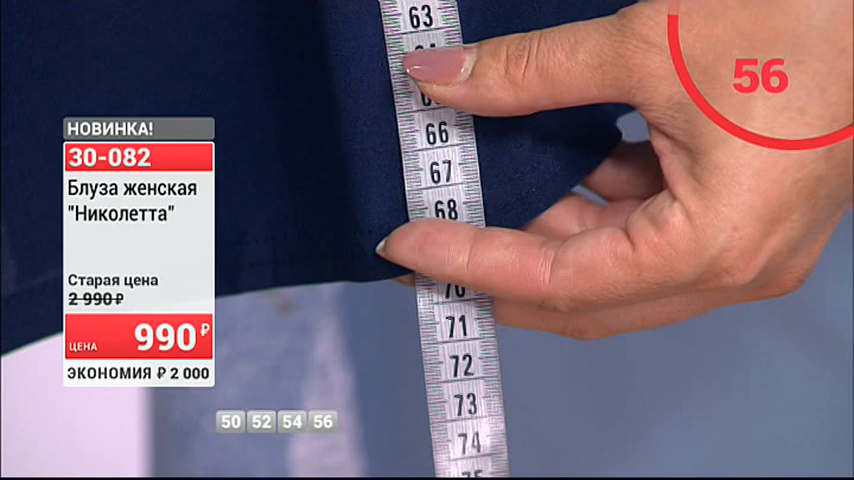 НОВИНКА!
30-082
Блуза женская
"Николетта"
Старая цена
2 990 ₽
ЦЕНА 990 ₽
ЭКОНОМИЯ ₽ 2 000
50 52 54 56
56
63
66
67
68
70
71
72
73
74
75